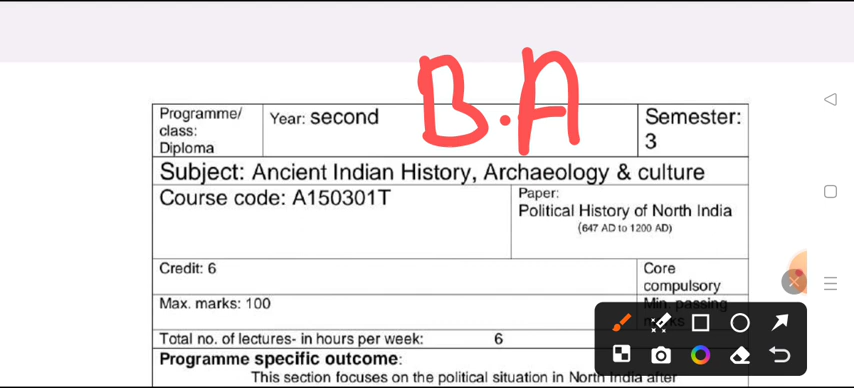 B.A
Programme/ class: Diploma
Year: second
Semester: 3
Subject: Ancient Indian History, Archaeology & culture
Course code: A150301T
Paper:
Political History of North India
(647 AD to 1200 AD)
Credit: 6
Core compulsory
Max. marks: 100
Min. passing
Total no. of lectures- in hours per week: 6
Programme specific outcome:
This section focuses on the political situation in North India after